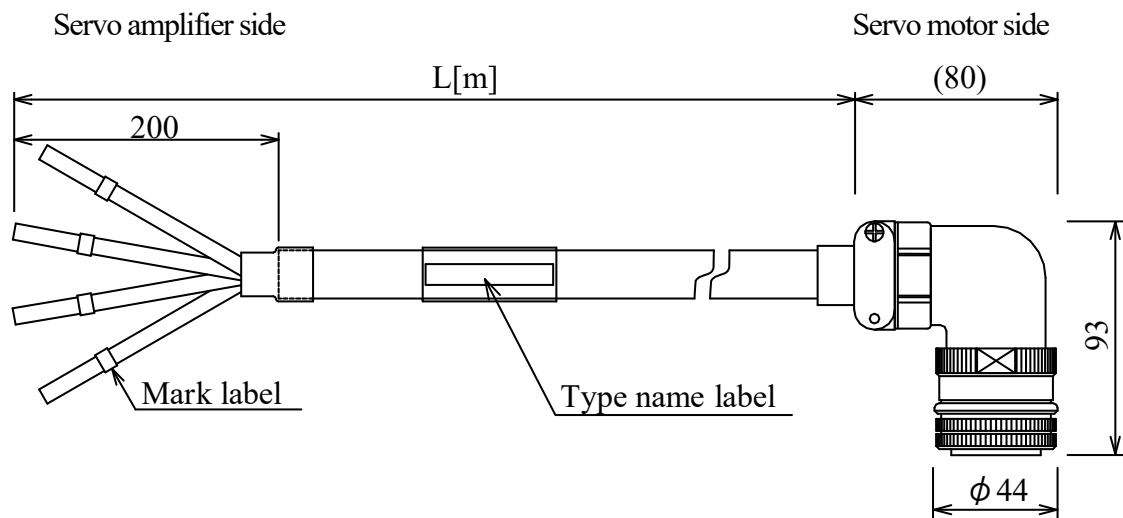 Servo amplifier side
Servo motor side
L[m]
(80)
200
93
Mark label
Type name label
ϕ44